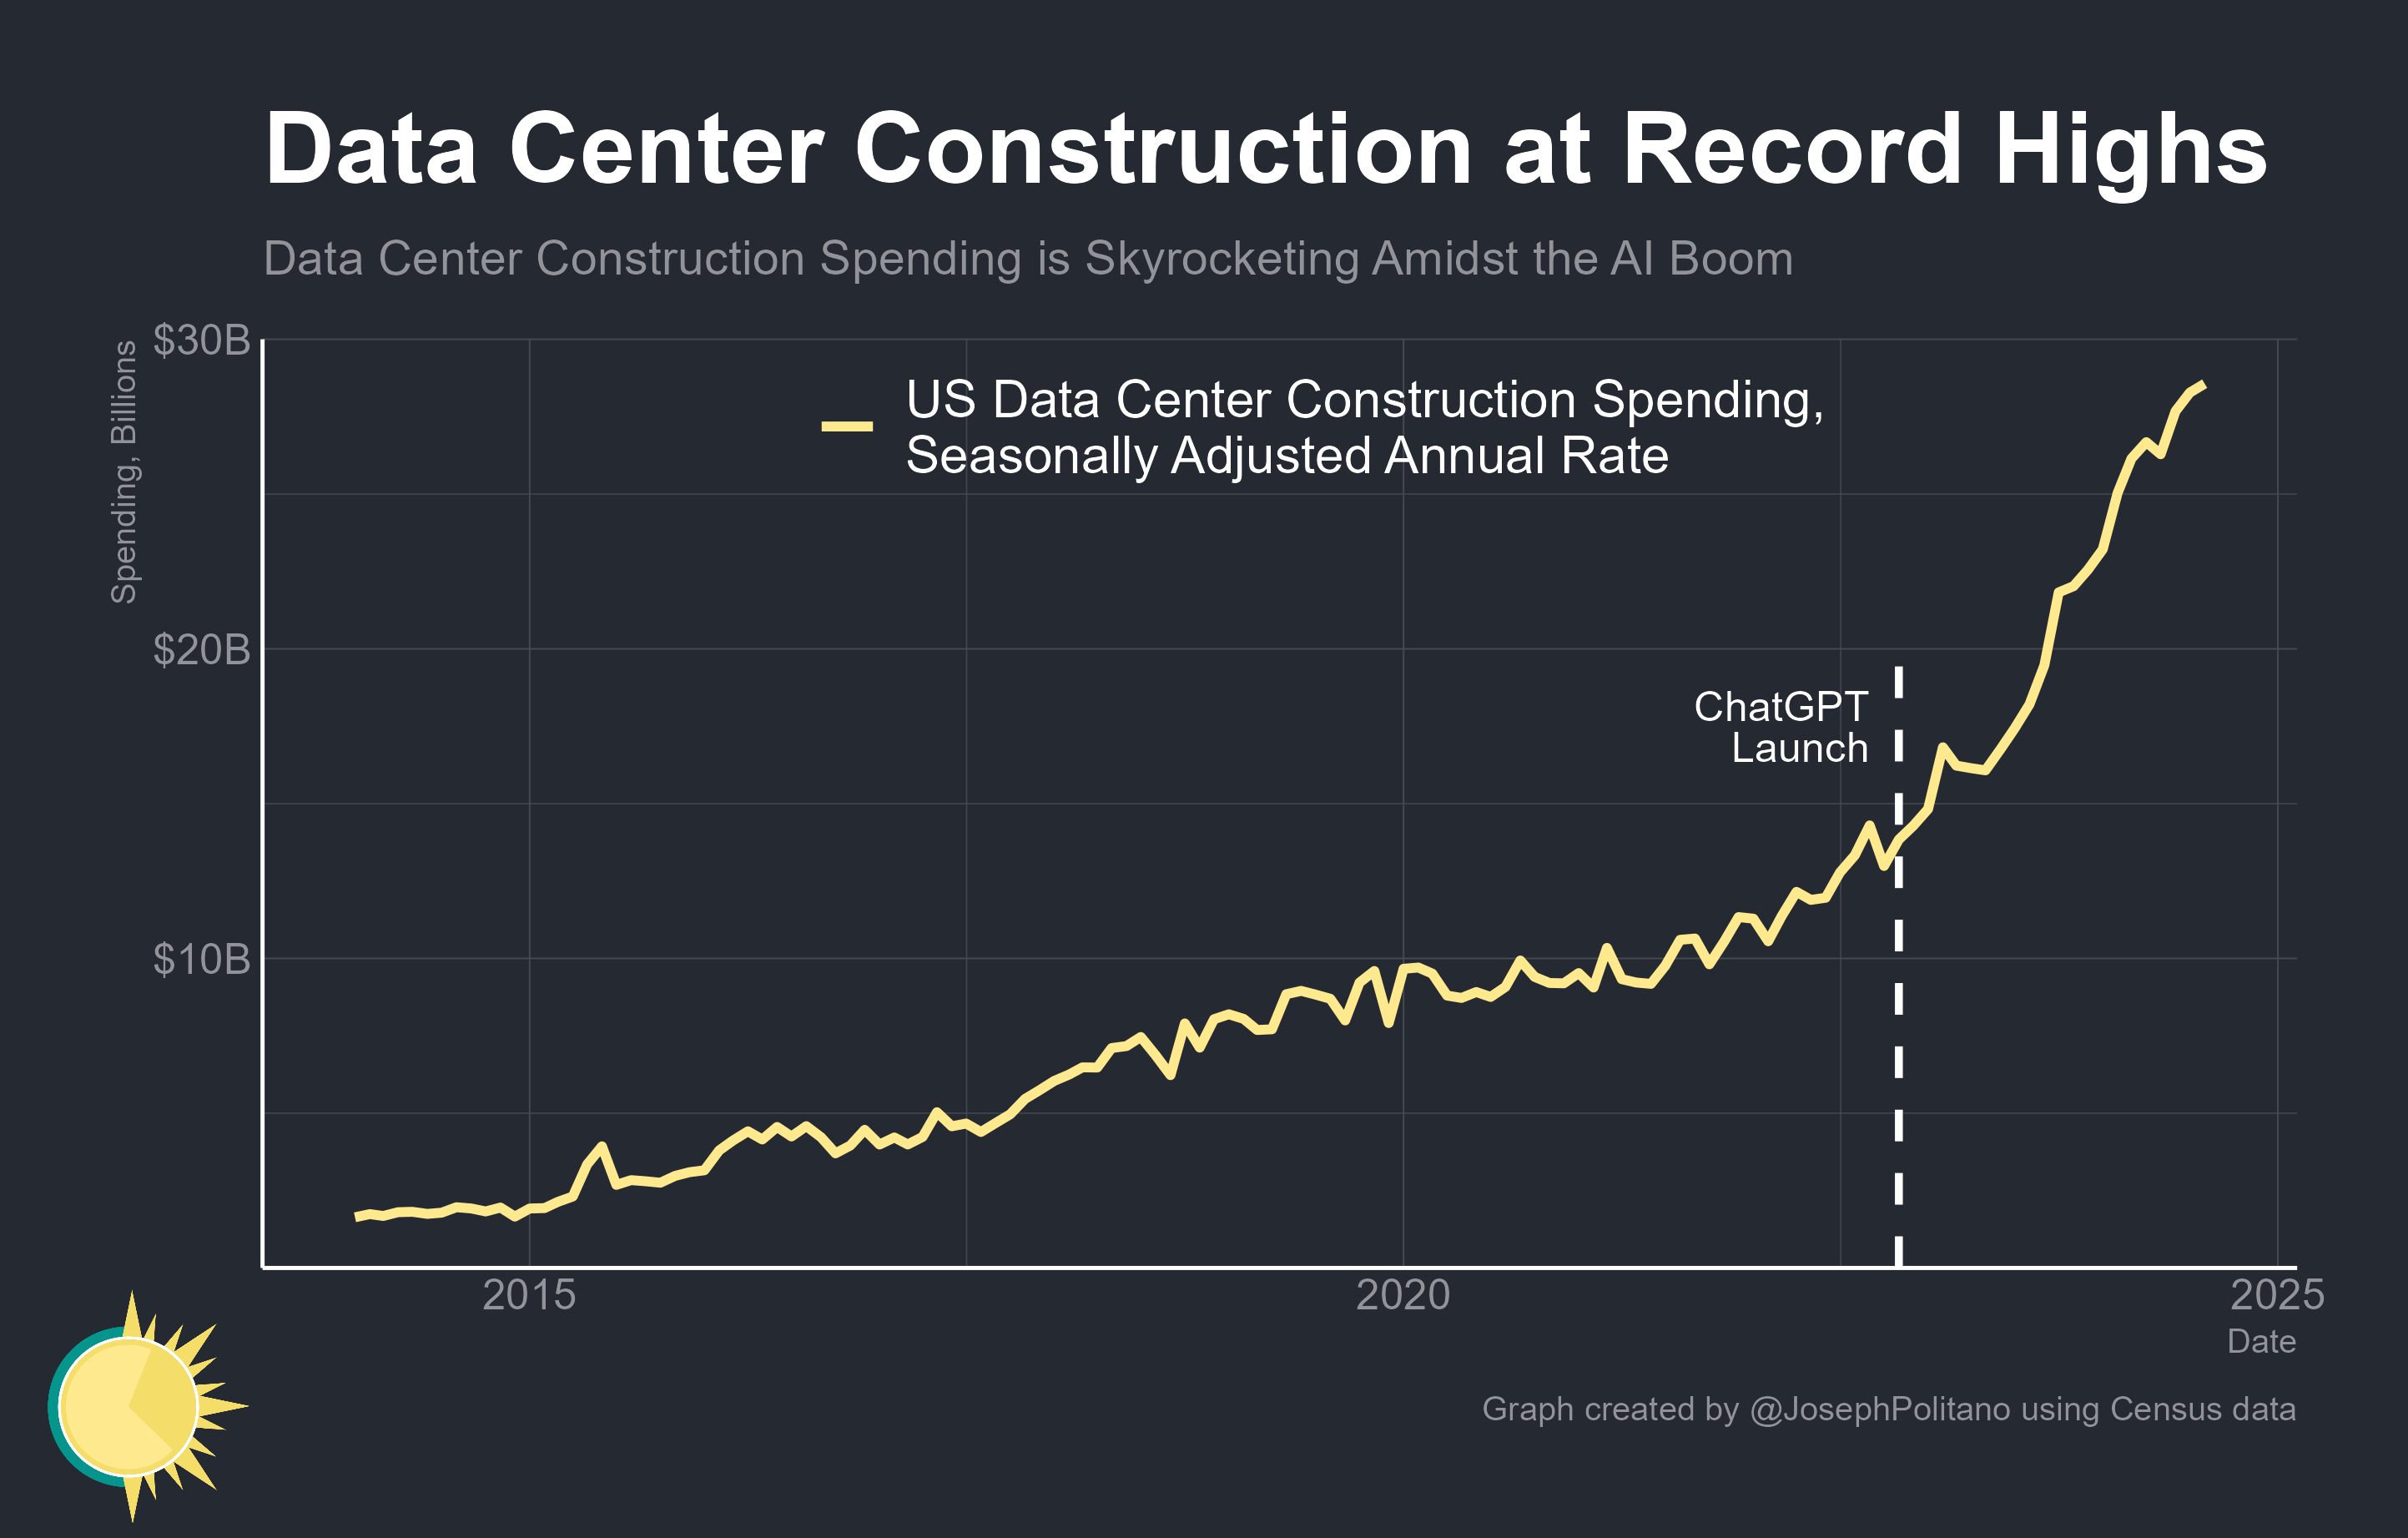 Data Center Construction at Record Highs
Data Center Construction Spending is Skyrocketing Amidst the AI Boom
Spending, Billions
$30B
$20B
$10B
US Data Center Construction Spending,
Seasonally Adjusted Annual Rate
ChatGPT
Launch
2015
2020
2025
Date
Graph created by @JosephPolitano using Census data